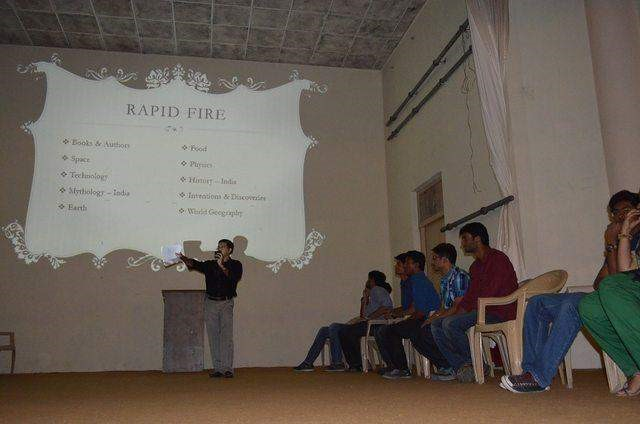 RAPID FIRE
❖ Books & Authors
❖ Space
❖ Technology
❖ Mythology – India
❖ Earth
❖ Food
❖ Physics
❖ History – India
❖ Inventions & Discoveries
❖ World Geography